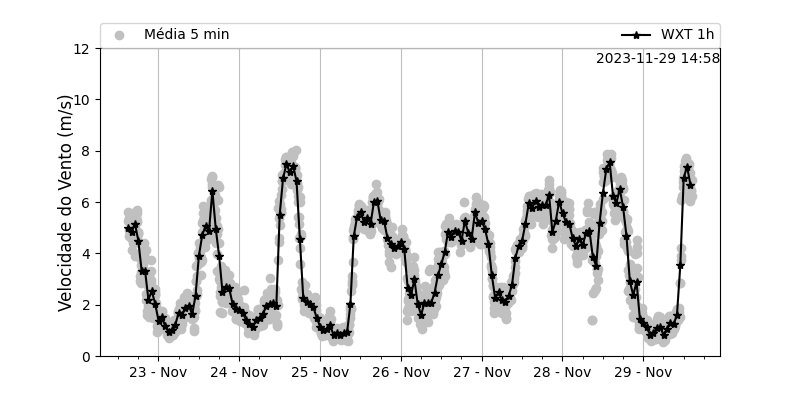 Média 5 min
WXT 1h
2023-11-29 14:58
Velocidade do Vento (m/s)
12
10
8
6
4
2
0
23 - Nov
24 - Nov
25 - Nov
26 - Nov
27 - Nov
28 - Nov
29 - Nov